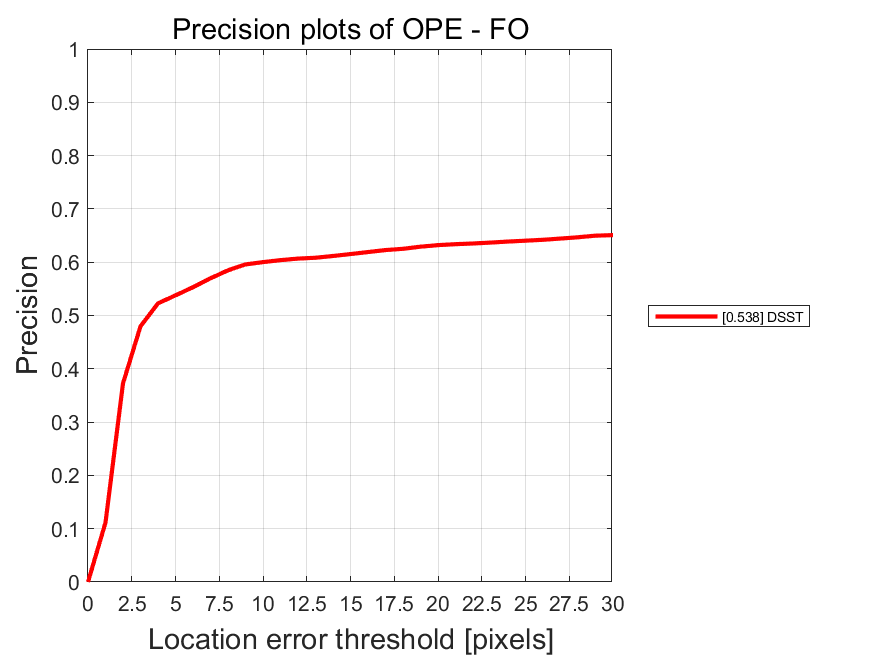 Precision plots of OPE - FO
1
0.9
0.8
0.7
0.6
0.5
0.4
0.3
0.2
0.1
0
Precision
0 2.5 5 7.5 10 12.5 15 17.5 20 22.5 25 27.5 30
Location error threshold [pixels]
[0.538] DSST